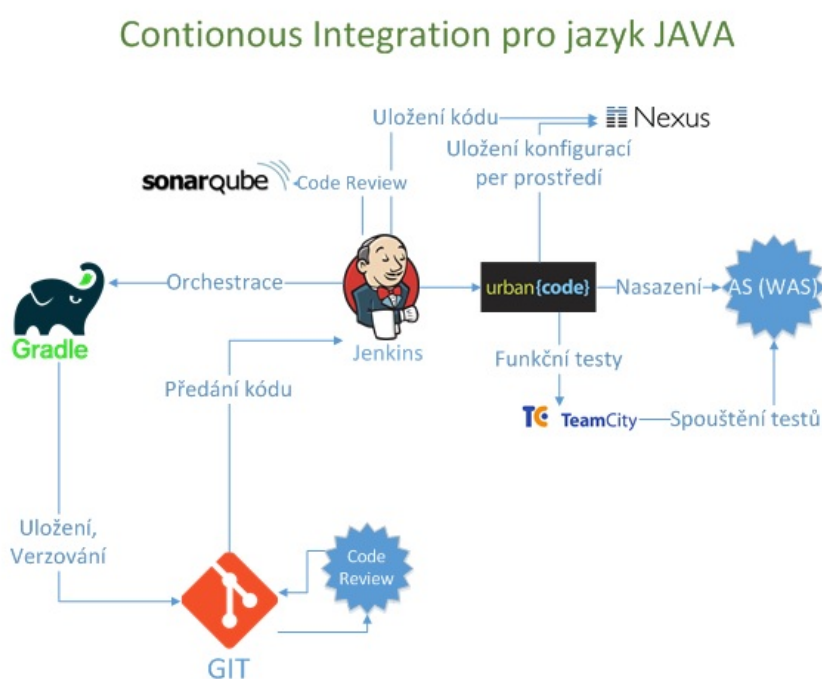 Contionous Integration pro jazyk JAVA
Uložení kódu
Nexus
Uložení konfigurací
per prostředí
sonarqube
Code Review
Orchestrace
urban{code}
Nasazení
AS (WAS)
Gradle
Jenkins
Funkční testy
Předání kódu
TC TeamCity
Spouštění testů
Uložení,
Verzování
Code
Review
GIT